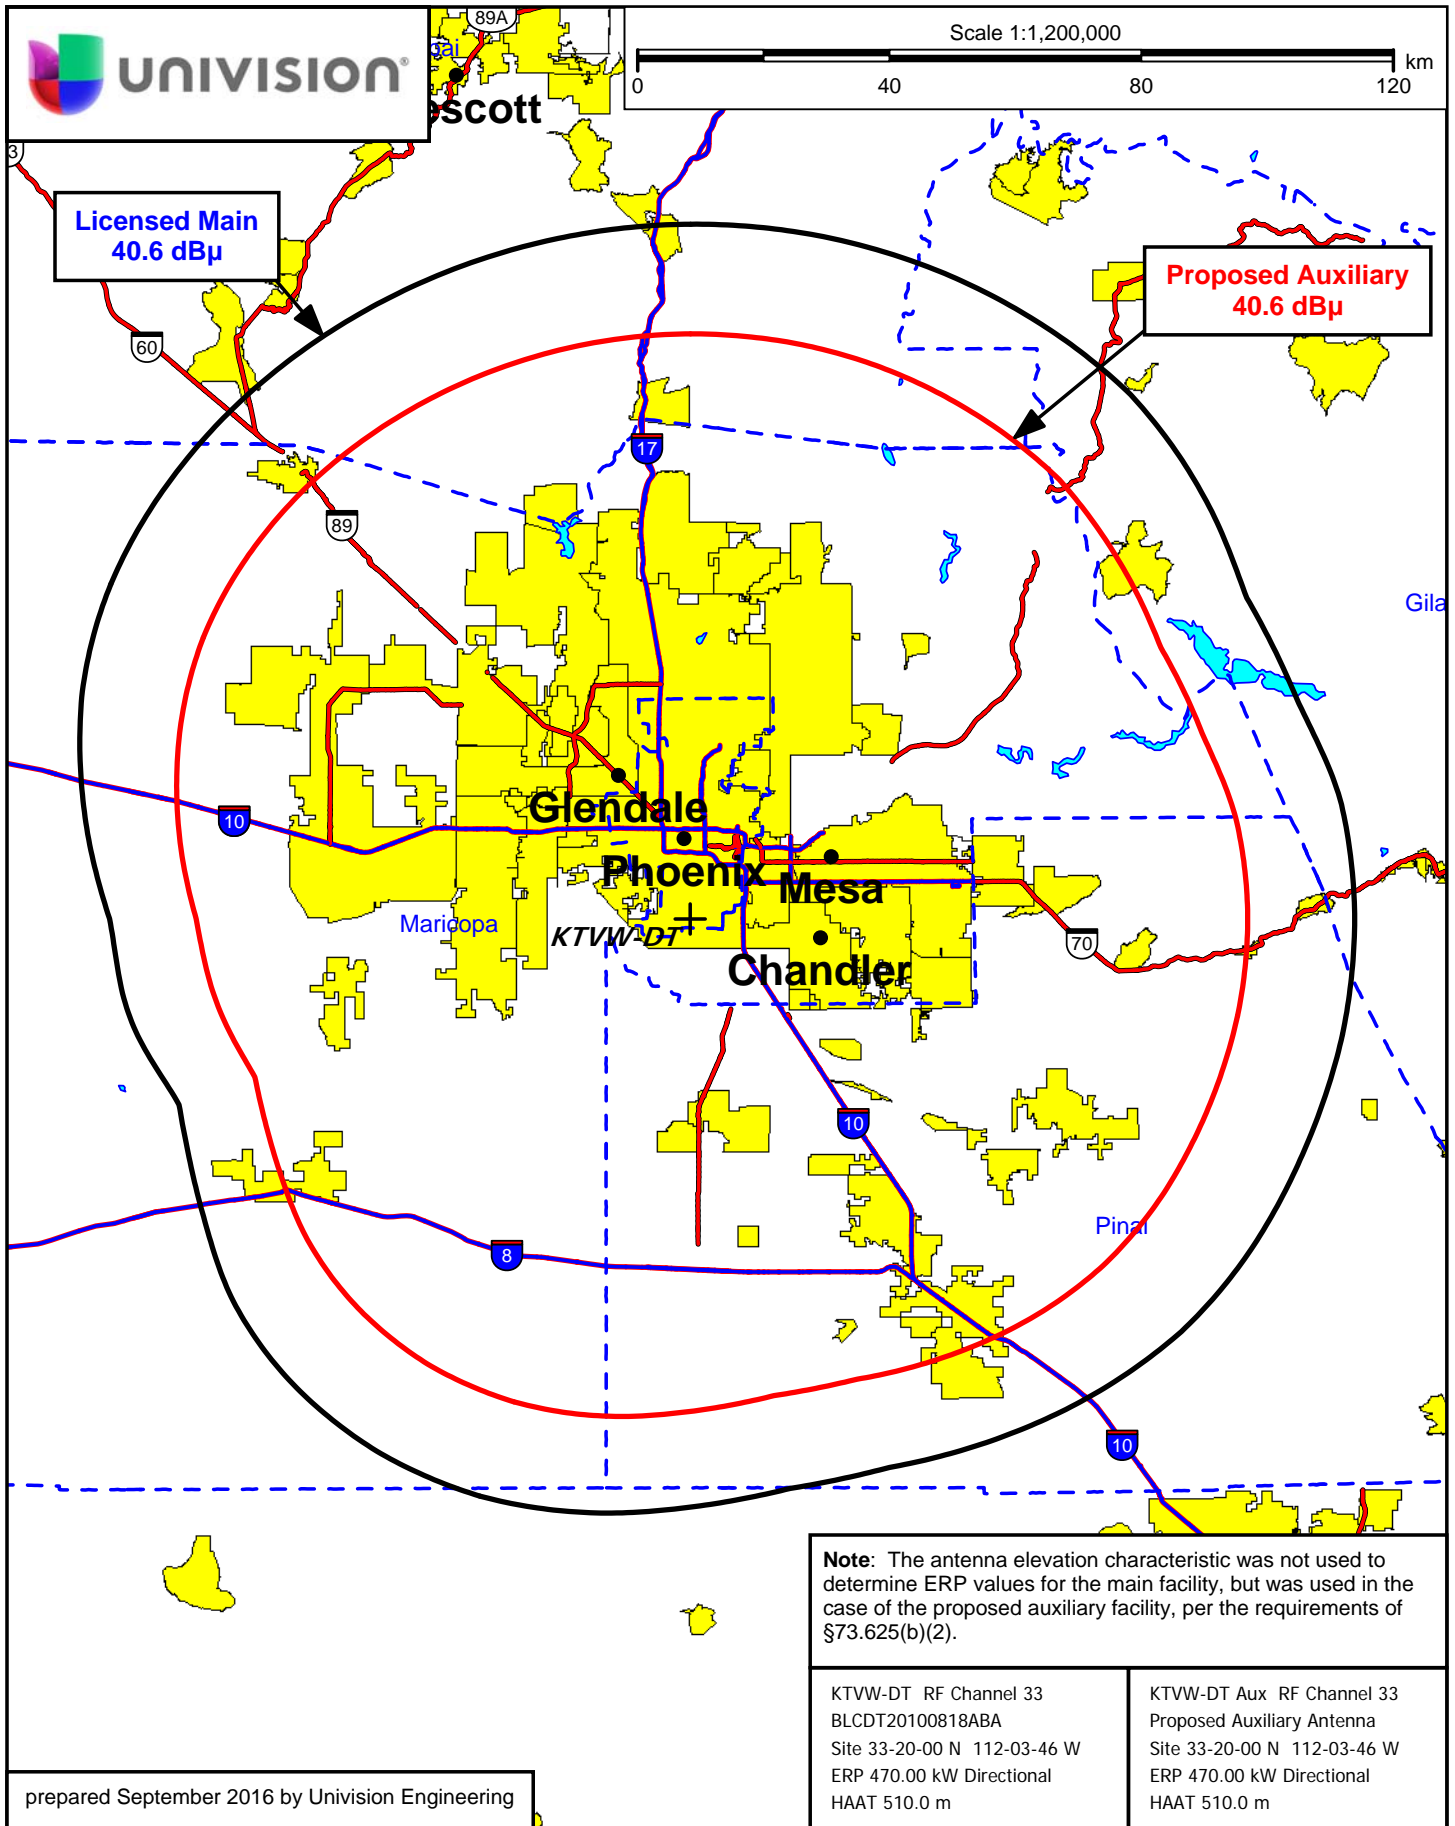 UNIVISION®
89A
pai
escott
Scale 1:1,200,000
km
0 40 80 120
3
Licensed Main
40.6 dBµ
Proposed Auxiliary
40.6 dBµ
60
17
89
Gila
10
Glendale
Phoenix
Mesa
Maricopa
KTVW-DT
70
Chandler
10
Pinal
8
10
Note: The antenna elevation characteristic was not used to
determine ERP values for the main facility, but was used in the
case of the proposed auxiliary facility, per the requirements of
§73.625(b)(2).
KTVW-DT RF Channel 33
BLCDT20100818ABA
Site 33-20-00 N 112-03-46 W
ERP 470.00 kW Directional
HAAT 510.0 m
KTVW-DT Aux RF Channel 33
Proposed Auxiliary Antenna
Site 33-20-00 N 112-03-46 W
ERP 470.00 kW Directional
HAAT 510.0 m
prepared September 2016 by Univision Engineering